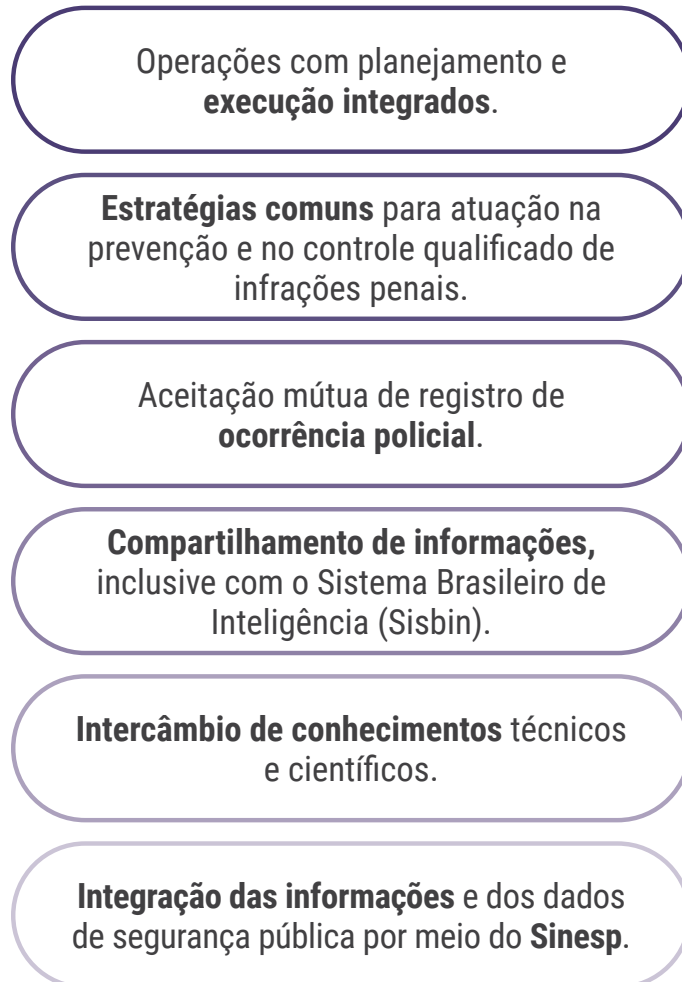 Operações com planejamento e
execução integrados.
Estratégias comuns para atuação na
prevenção e no controle qualificado de
infrações penais.
Aceitação mútua de registro de
ocorrência policial.
Compartilhamento de informações,
inclusive com o Sistema Brasileiro de
Inteligência (Sisbin).
Intercâmbio de conhecimentos técnicos
e científicos.
Integração das informações e dos dados
de segurança pública por meio do Sinesp.